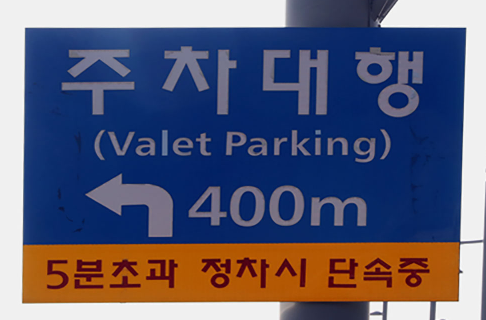 주차대행
(Valet Parking)
400m
5분초과 정차시 단속중